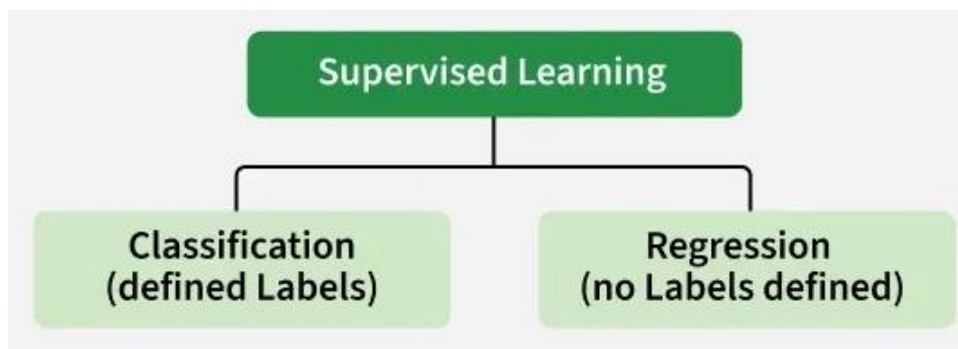 Supervised Learning
Classification
(defined Labels)
Regression
(no Labels defined)